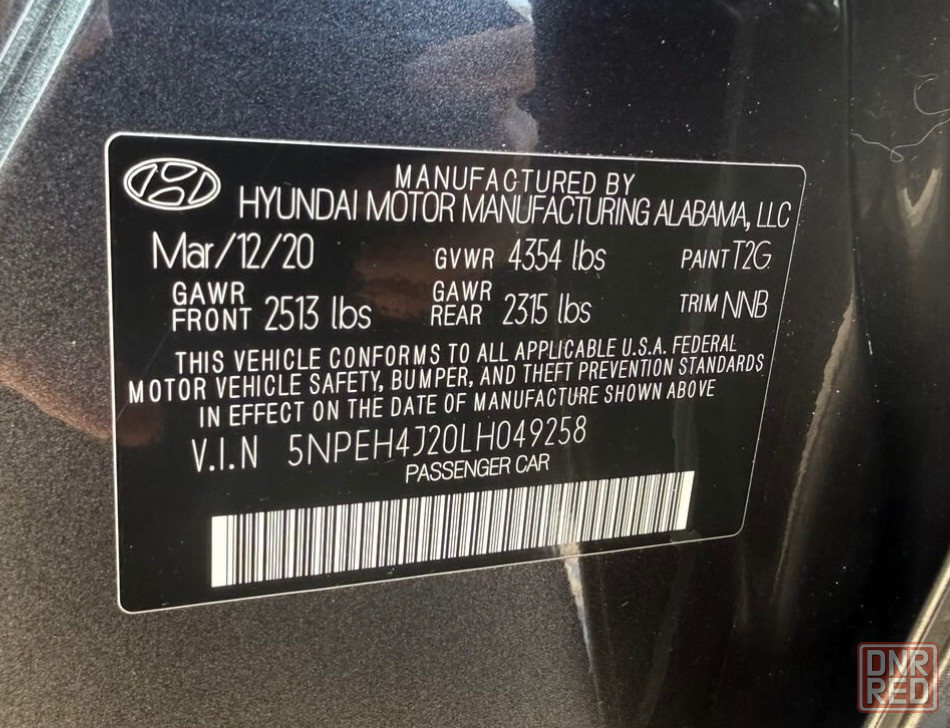 MANUFACTURED BY
HYUNDAI MOTOR MANUFACTURING ALABAMA, LLC
Mar/12/20 GVWR 4354 lbs PAINT T2G
GAWR FRONT 2513 lbs GAWR REAR 2315 lbs TRIM NNB
THIS VEHICLE CONFORMS TO ALL APPLICABLE U.S.A. FEDERAL
MOTOR VEHICLE SAFETY, BUMPER, AND THEFT PREVENTION STANDARDS
IN EFFECT ON THE DATE OF MANUFACTURE SHOWN ABOVE
V.I.N 5NPEH4J20LH049258
PASSENGER CAR
DNR
RED